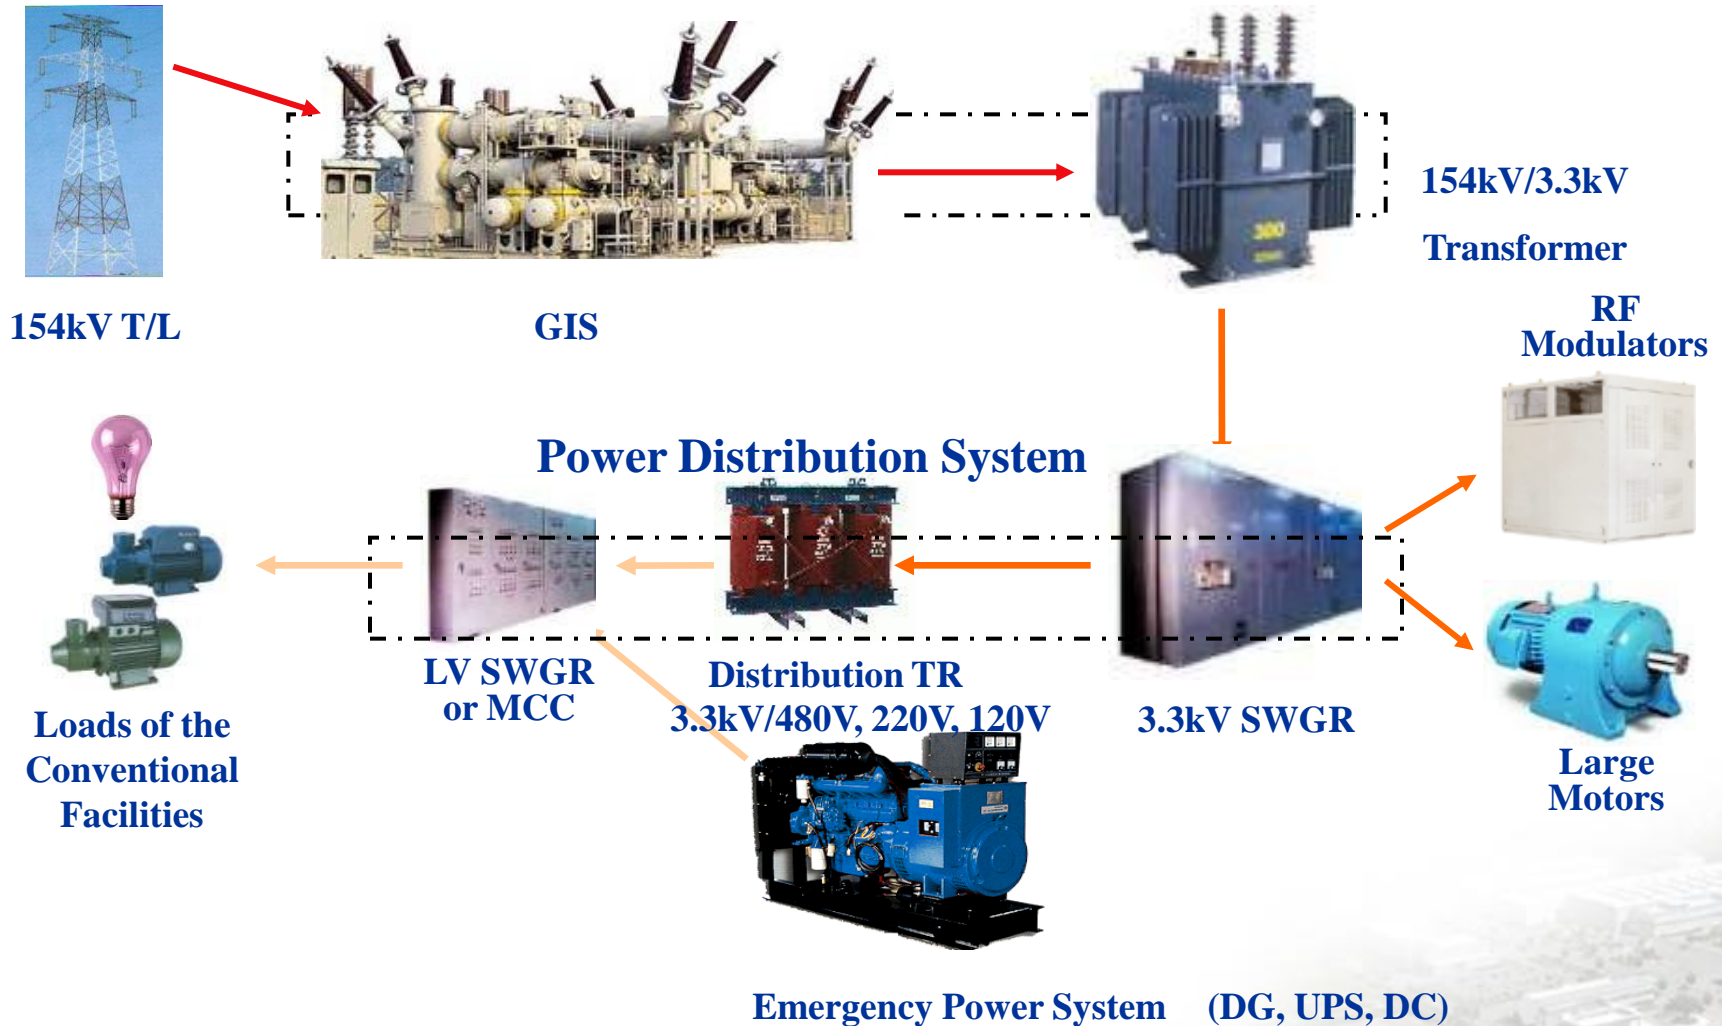 154kV/3.3kV
Transformer
154kV T/L
GIS
RF
Modulators
Power Distribution System
300
LV SWGR
or MCC
Distribution TR
3.3kV/480V, 220V, 120V
3.3kV SWGR
Loads of the
Conventional
Facilities
Large
Motors
Emergency Power System (DG, UPS, DC)